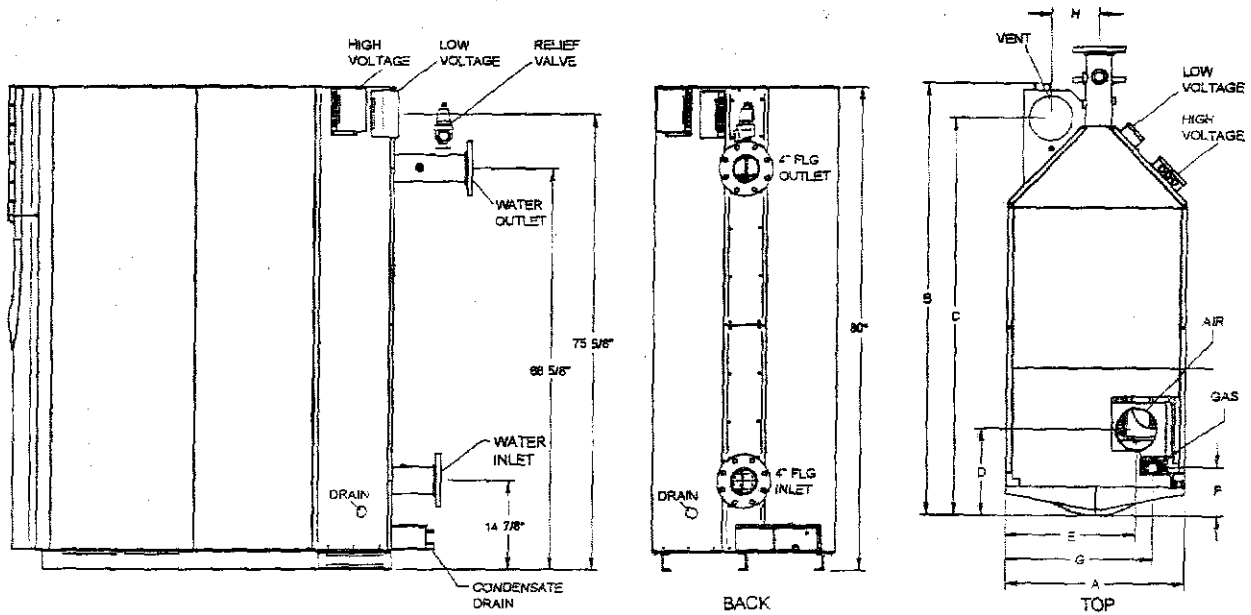 HIGH
VOLTAGE
LOW
VOLTAGE
RELIEF
VALVE
WATER
OUTLET
75 5/8"
68 5/8"
WATER
INLET
DRAIN
14 7/8"
CONDENSATE
DRAIN
4" FLG
OUTLET
80"
DRAIN
4" FLG
INLET
BACK
H
VENT
LOW
VOLTAGE
HIGH
VOLTAGE
B
C
AIR
GAS
D
F
E
G
A
TOP